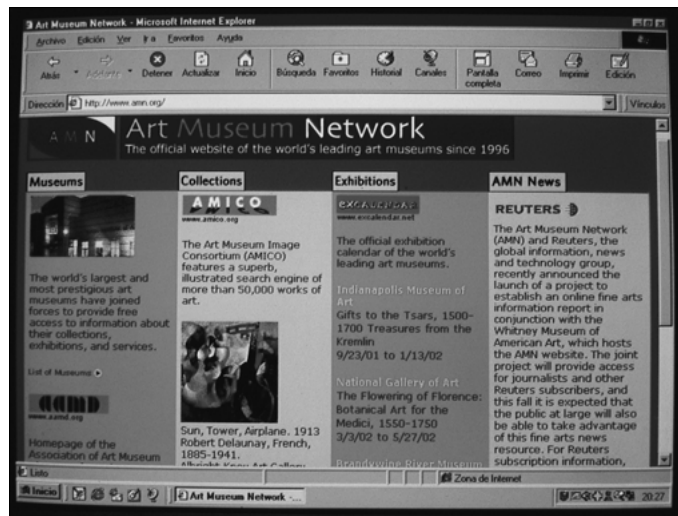 Art Museum Network - Microsoft Internet Explorer
Archivo Edición Ver Ir a Favoritos Ayuda
Atrás Adelante Detener Actualizar Inicio Búsqueda Favoritos Historial Canales Pantalla completa Correo Imprimir Edición
Dirección http://www.amn.org/ Vínculos
AMN
Art Museum Network
The official website of the world's leading art museums since 1996
Museums
The world's largest and
most prestigious art
museums have joined
forces to provide free
access to information about
their collections,
exhibitions, and services.
List of Museums
aamd
www.aamd.org
Homepage of the
Association of Art Museum
Collections
AMICO
www.amico.org
The Art Museum Image
Consortium (AMICO)
features a superb,
illustrated search engine of
more than 50,000 works of
art.
Sun, Tower, Airplane. 1913
Robert Delaunay, French,
1885-1941.
Albright Knox Art Gallery
Exhibitions
EXCALENDAR
www.excalendar.net
The official exhibition
calendar of the world's
leading art museums.
Indianapolis Museum of
Art
Gifts to the Tsars, 1500-
1700 Treasures from the
Kremlin
9/23/01 to 1/13/02
National Gallery of Art
The Flowering of Florence:
Botanical Art for the
Medici, 1550-1750
3/3/02 to 5/27/02
Brandywine River Museum
AMN News
REUTERS
The Art Museum Network
(AMN) and Reuters, the
global information, news
and technology group,
recently announced the
launch of a project to
establish an online fine arts
information report in
conjunction with the
Whitney Museum of
American Art, which hosts
the AMN website. The joint
project will provide access
for journalists and other
Reuters subscribers, and
this fall it is expected that
the public at large will also
be able to take advantage
of this fine arts news
resource. For Reuters
subscription information,
Listo Zona de Internet
Inicio Art Museum Network -... 20:27